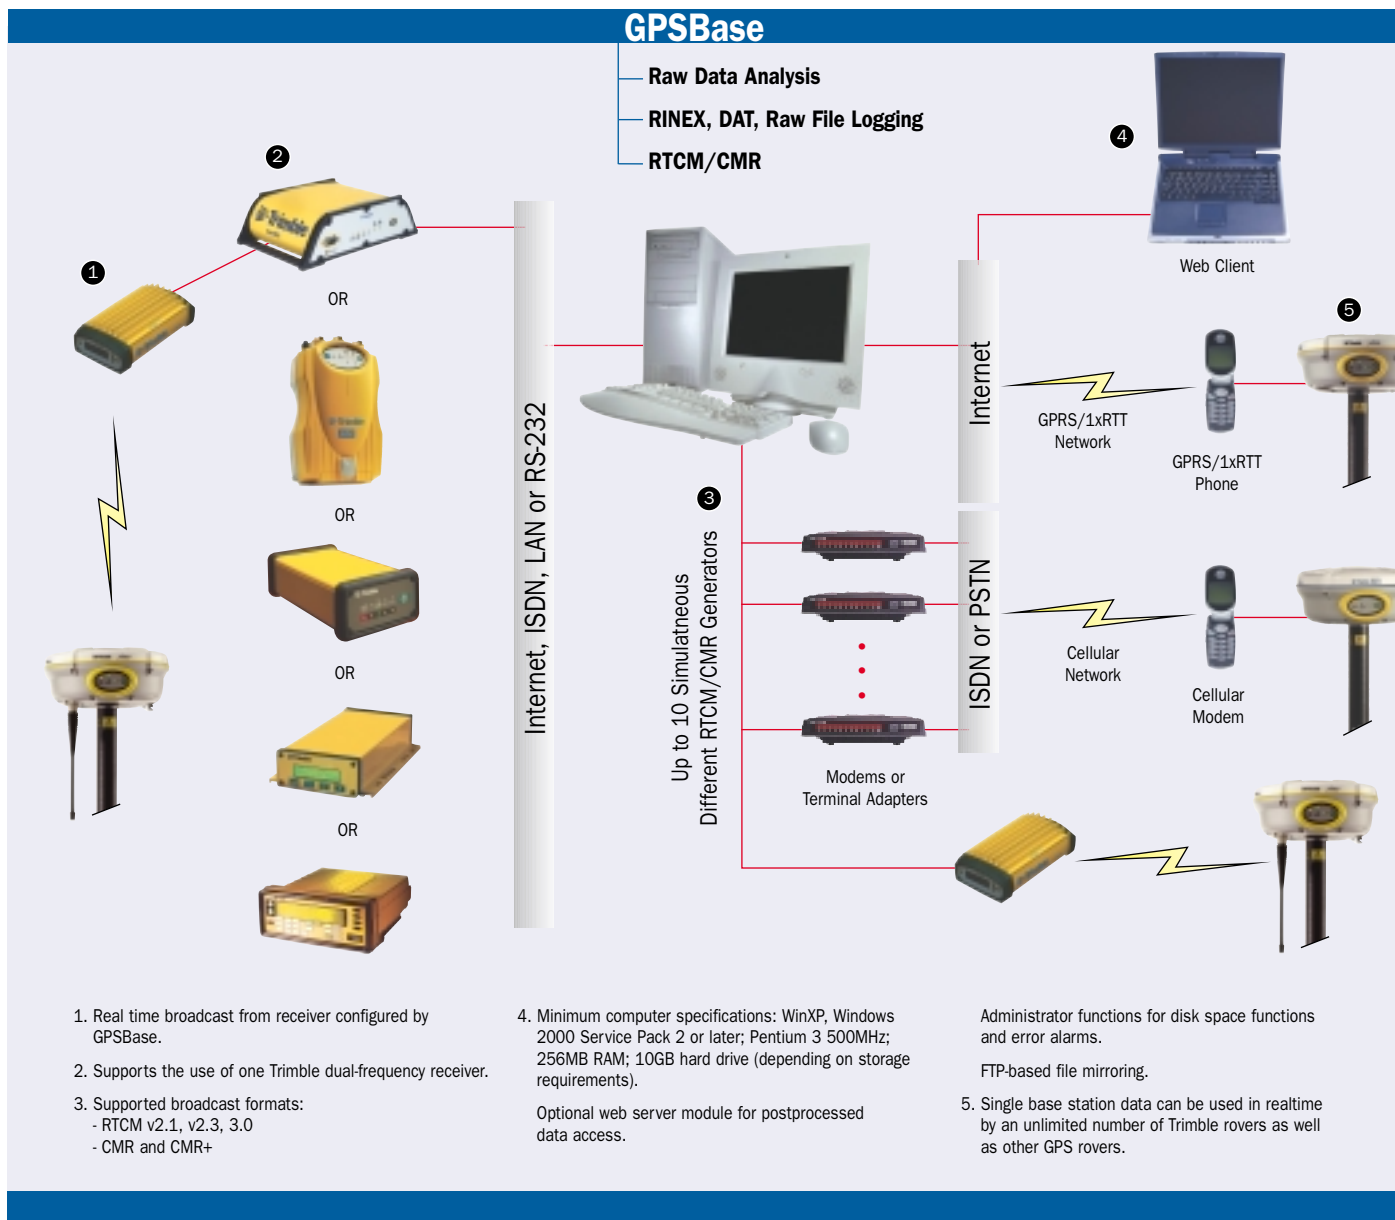 GPSBase
Raw Data Analysis
RINEX, DAT, Raw File Logging
RTCM/CMR
4
2
Trimble
1
OR
Web Client
5
Internet, ISDN, LAN or RS-232
Internet
GPRS/1xRTT
Network
GPRS/1xRTT
Phone
OR
3
Up to 10 Simulatneous
Different RTCM/CMR Generators
ISDN or PSTN
Cellular
Network
Cellular
Modem
OR
Modems or
Terminal Adapters
OR
1. Real time broadcast from receiver configured by
GPSBase.
2. Supports the use of one Trimble dual-frequency receiver.
3. Supported broadcast formats:
- RTCM v2.1, v2.3, 3.0
- CMR and CMR+
4. Minimum computer specifications: WinXP, Windows
2000 Service Pack 2 or later; Pentium 3 500MHz;
256MB RAM; 10GB hard drive (depending on storage
requirements).
Optional web server module for postprocessed
data access.
Administrator functions for disk space functions
and error alarms.
FTP-based file mirroring.
5. Single base station data can be used in realtime
by an unlimited number of Trimble rovers as well
as other GPS rovers.